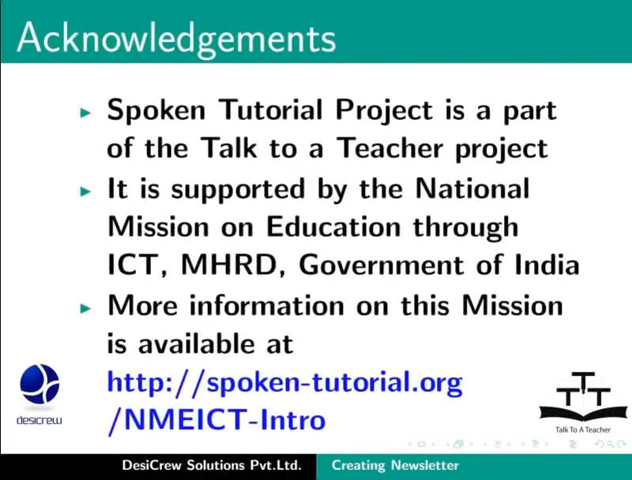 Acknowledgements
Spoken Tutorial Project is a part
of the Talk to a Teacher project
It is supported by the National
Mission on Education through
ICT, MHRD, Government of India
More information on this Mission
is available at
http://spoken-tutorial.org
/NMEICT-Intro
desicrew
TTT
Talk To A Teacher
DesiCrew Solutions Pvt.Ltd.
Creating Newsletter